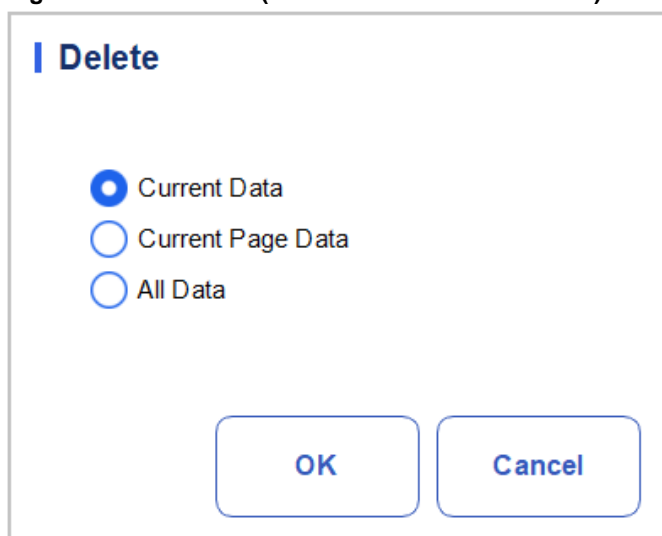 Delete
Current Data
Current Page Data
All Data
OK
Cancel